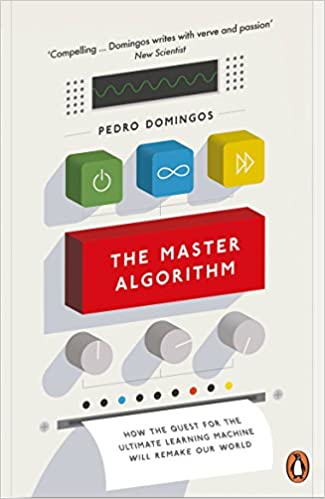 ‘Compelling ... Domingos writes with verve and passion’
New Scientist
PEDRO DOMINGOS
THE MASTER
ALGORITHM
HOW THE QUEST FOR THE
ULTIMATE LEARNING MACHINE
WILL REMAKE OUR WORLD